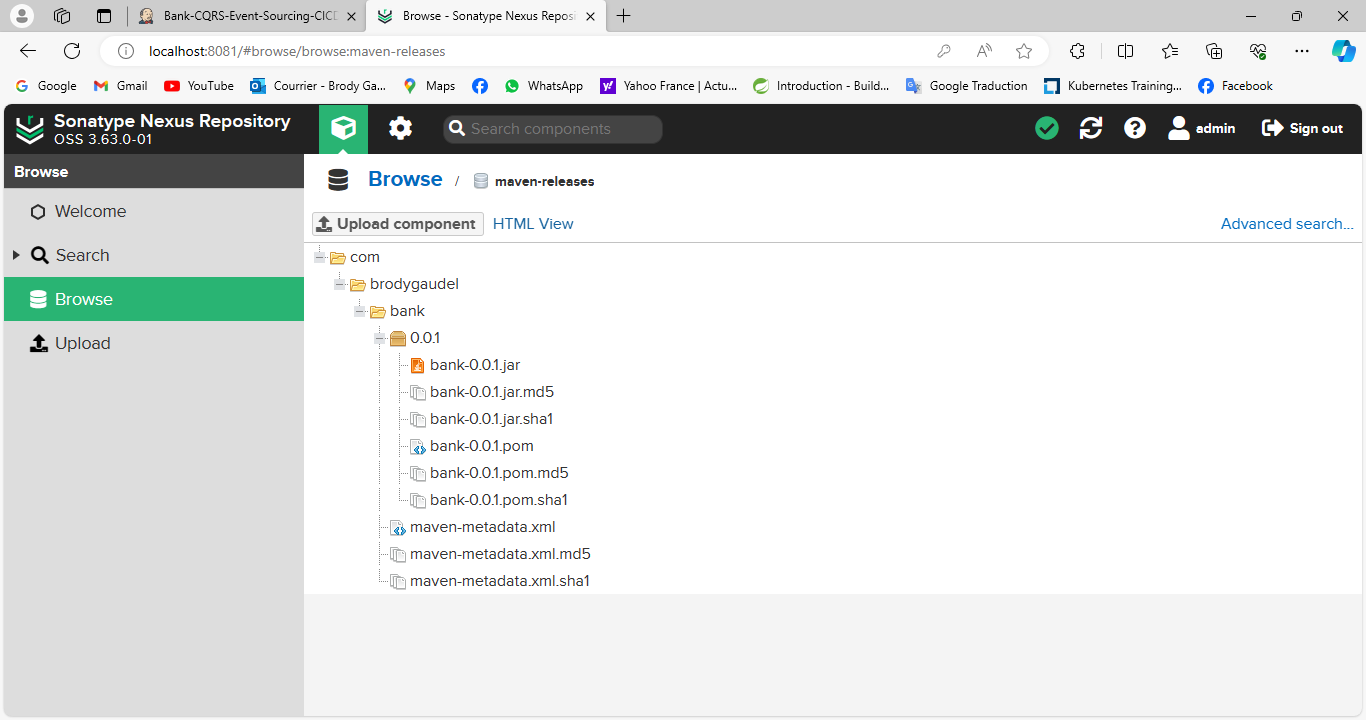 Bank-CQRS-Event-Sourcing-CICD
Browse - Sonatype Nexus Reposi
localhost:8081/#browse/browse:maven-releases
Google Gmail YouTube Courrier - Brody Ga... Maps WhatsApp Yahoo France | Actu... Introduction - Build... Google Traduction Kubernetes Training... Facebook
Sonatype Nexus Repository
OSS 3.63.0-01
Search components
admin
Sign out
Browse
Welcome
Search
Browse
Upload
Browse / maven-releases
Upload component HTML View Advanced search...
com
brodygaudel
bank
0.0.1
bank-0.0.1.jar
bank-0.0.1.jar.md5
bank-0.0.1.jar.sha1
bank-0.0.1.pom
bank-0.0.1.pom.md5
bank-0.0.1.pom.sha1
maven-metadata.xml
maven-metadata.xml.md5
maven-metadata.xml.sha1